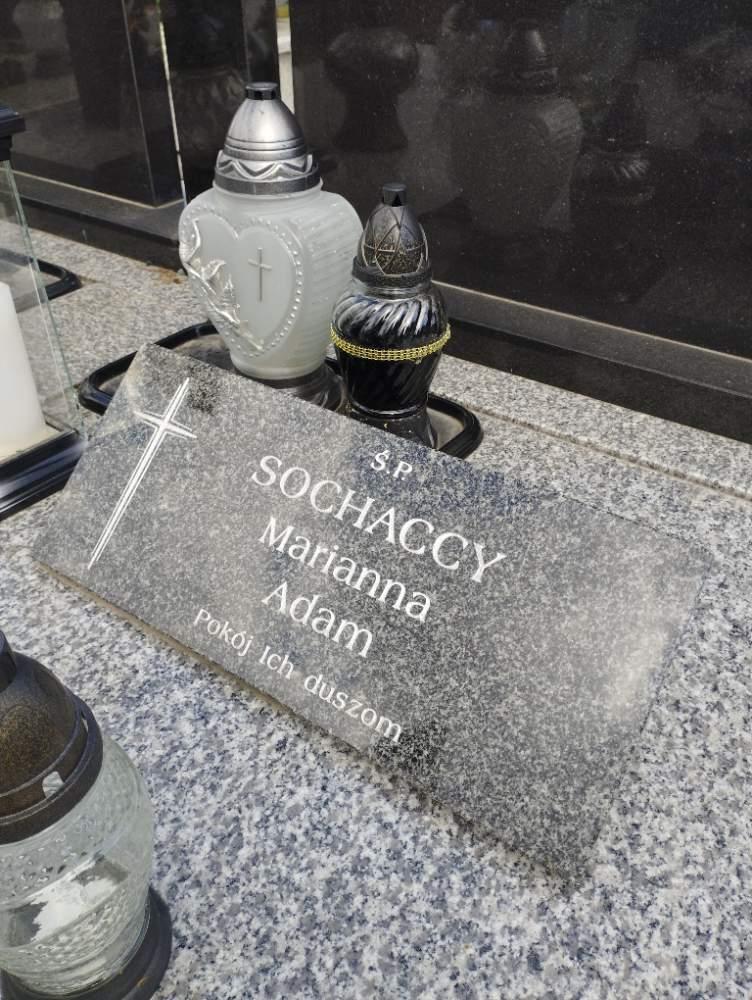 Ś.P.
SOCHACCY
Marianna
Adam
Pokój Ich duszom